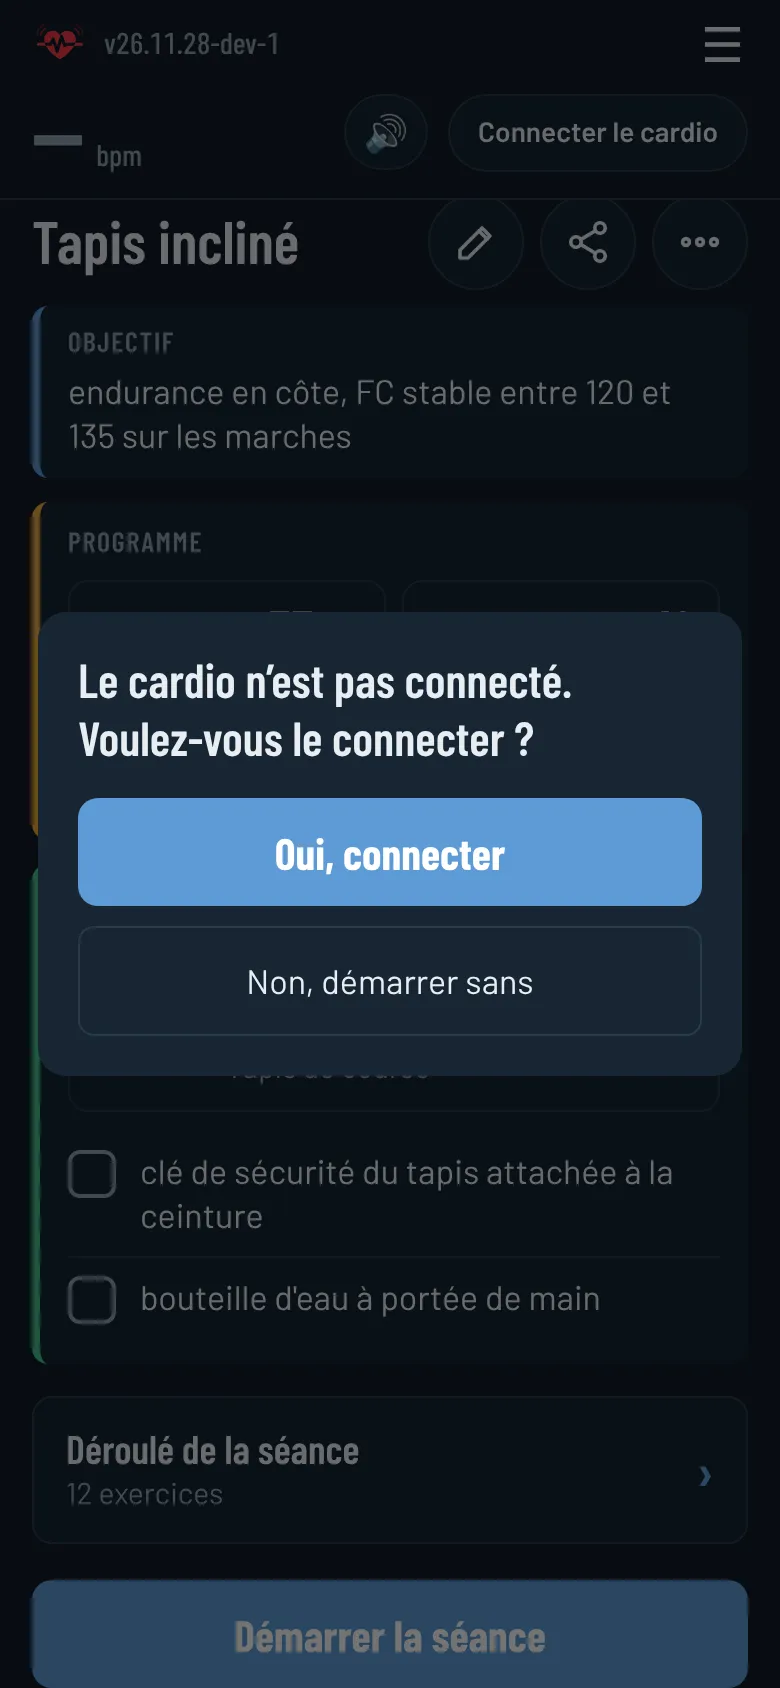 v26.11.28-dev-1
bpm
Connecter le cardio
Tapis incliné
OBJECTIF
endurance en côte, FC stable entre 120 et
135 sur les marches
PROGRAMME
Le cardio n’est pas connecté.
Voulez-vous le connecter ?
Oui, connecter
Non, démarrer sans
clé de sécurité du tapis attachée à la
ceinture
bouteille d'eau à portée de main
Déroulé de la séance
12 exercices
Démarrer la séance